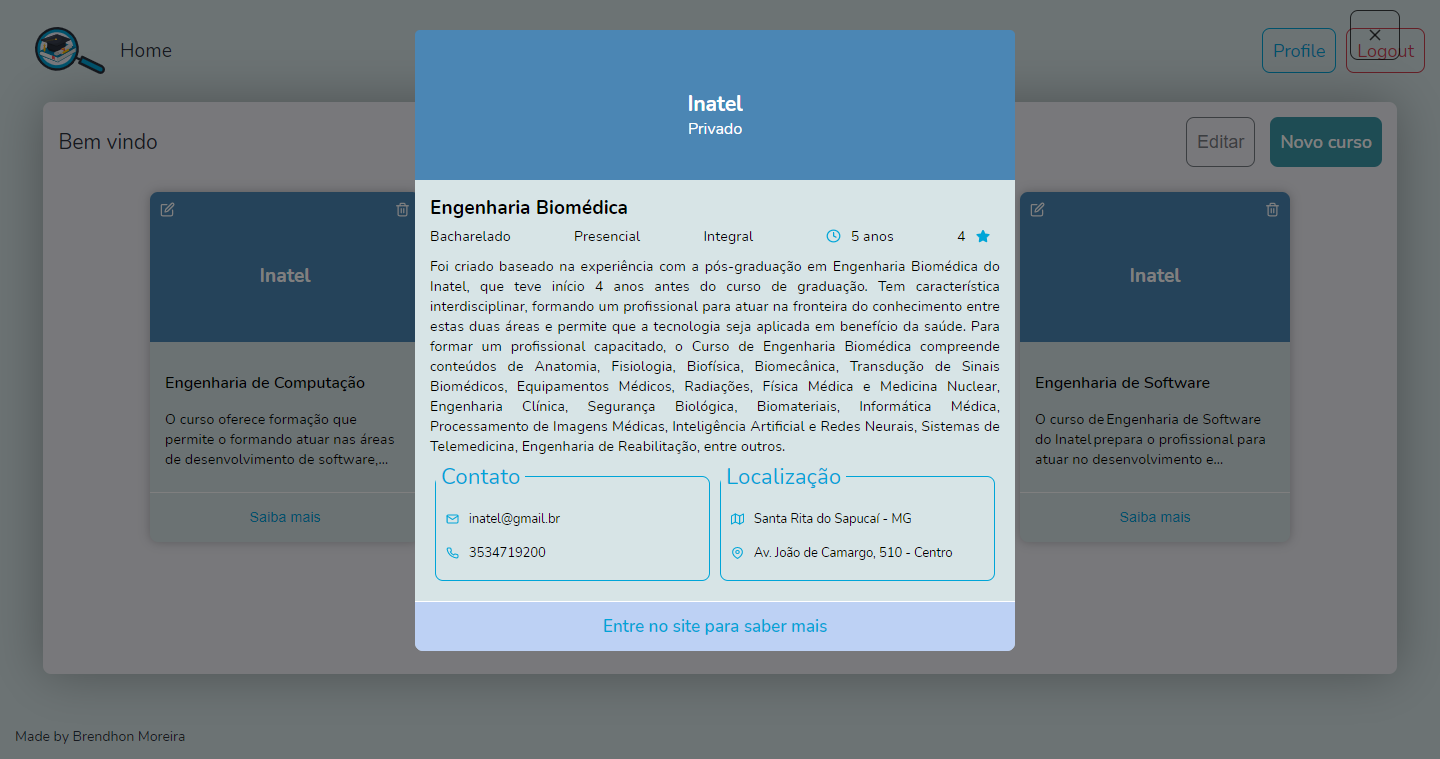 Home
Profile
Logout
Bem vindo
Editar
Novo curso
Inatel
Engenharia de Computação
O curso oferece formação que
permite o formando atuar nas áreas
de desenvolvimento de software,...
Saiba mais
Inatel
Privado
Engenharia Biomédica
Bacharelado Presencial Integral 5 anos 4
Foi criado baseado na experiência com a pós-graduação em Engenharia Biomédica do
Inatel, que teve início 4 anos antes do curso de graduação. Tem característica
interdisciplinar, formando um profissional para atuar na fronteira do conhecimento entre
estas duas áreas e permite que a tecnologia seja aplicada em benefício da saúde. Para
formar um profissional capacitado, o Curso de Engenharia Biomédica compreende
conteúdos de Anatomia, Fisiologia, Biofísica, Biomecânica, Transdução de Sinais
Biomédicos, Equipamentos Médicos, Radiações, Física Médica e Medicina Nuclear,
Engenharia Clínica, Segurança Biológica, Biomateriais, Informática Médica,
Processamento de Imagens Médicas, Inteligência Artificial e Redes Neurais, Sistemas de
Telemedicina, Engenharia de Reabilitação, entre outros.
Contato
inatel@gmail.br
3534719200
Localização
Santa Rita do Sapucaí - MG
Av. João de Camargo, 510 - Centro
Entre no site para saber mais
Inatel
Engenharia de Software
O curso de Engenharia de Software
do Inatel prepara o profissional para
atuar no desenvolvimento e...
Saiba mais
Made by Brendhon Moreira